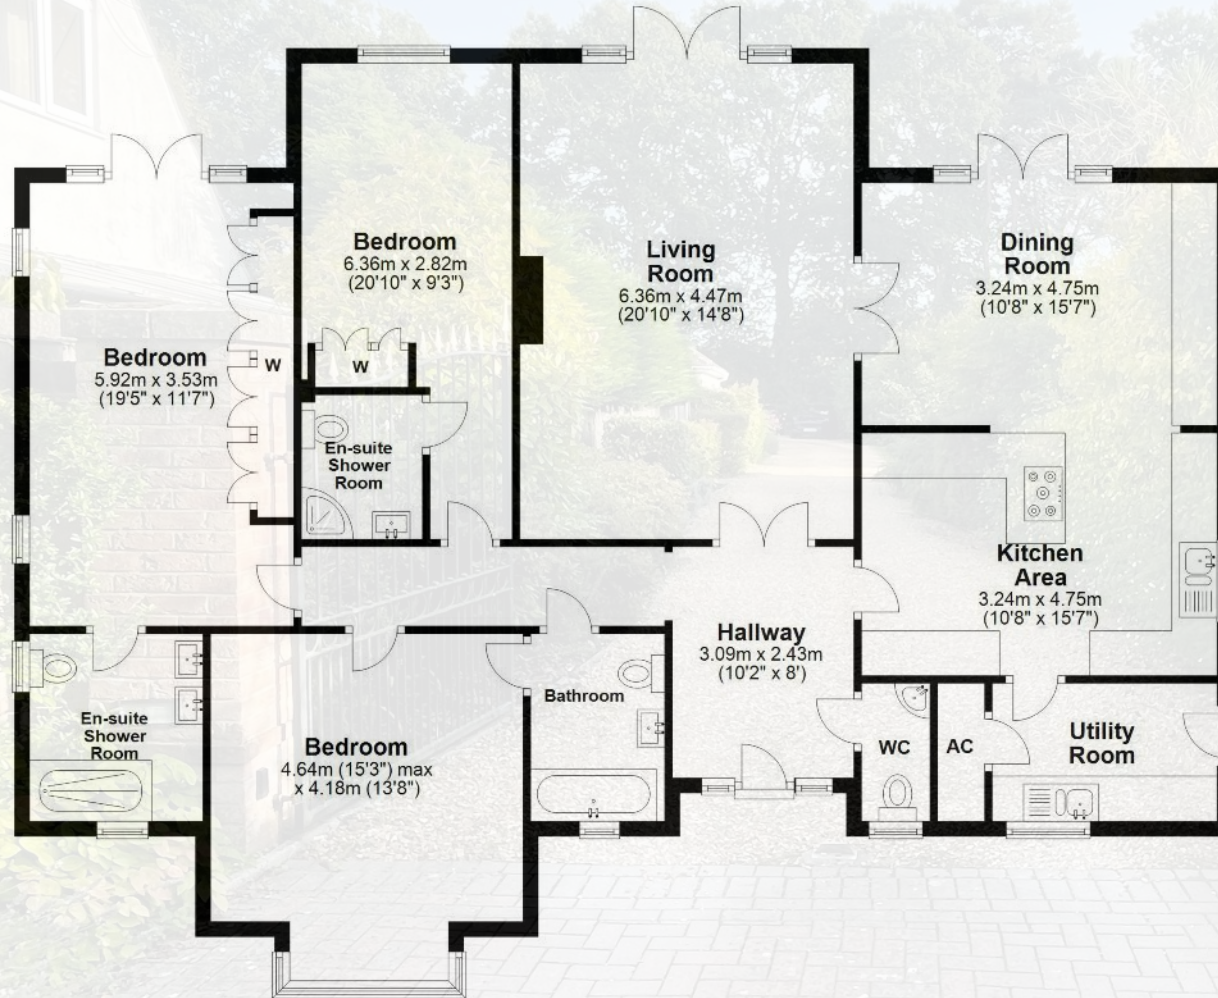 Bedroom
6.36m x 2.82m
(20'10" x 9'3")
W
Living
Room
6.36m x 4.47m
(20'10" x 14'8")
Dining
Room
3.24m x 4.75m
(10'8" x 15'7")
Bedroom
5.92m x 3.53m
(19'5" x 11'7")
W
En-suite
Shower
Room
Kitchen
Area
3.24m x 4.75m
(10'8" x 15'7")
Hallway
3.09m x 2.43m
(10'2" x 8')
En-suite
Shower
Room
Bedroom
4.64m (15'3") max
x 4.18m (13'8")
Bathroom
WC
AC
Utility
Room